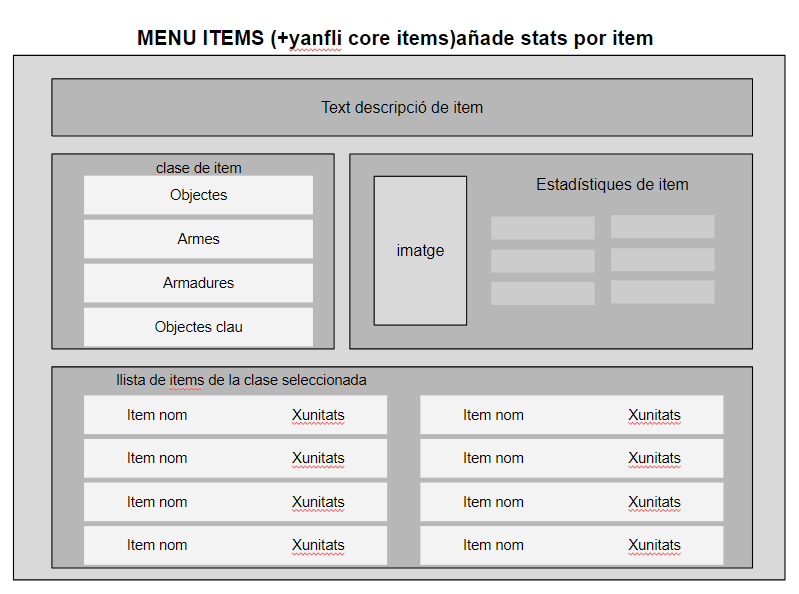 MENU ITEMS (+yanfli core items)añade stats por item
Text descripció de item
clase de item
Objectes
Armes
Armadures
Objectes clau
imatge
Estadístiques de item
llista de items de la clase seleccionada
Item nom Xunitats Item nom Xunitats
Item nom Xunitats Item nom Xunitats
Item nom Xunitats Item nom Xunitats
Item nom Xunitats Item nom Xunitats